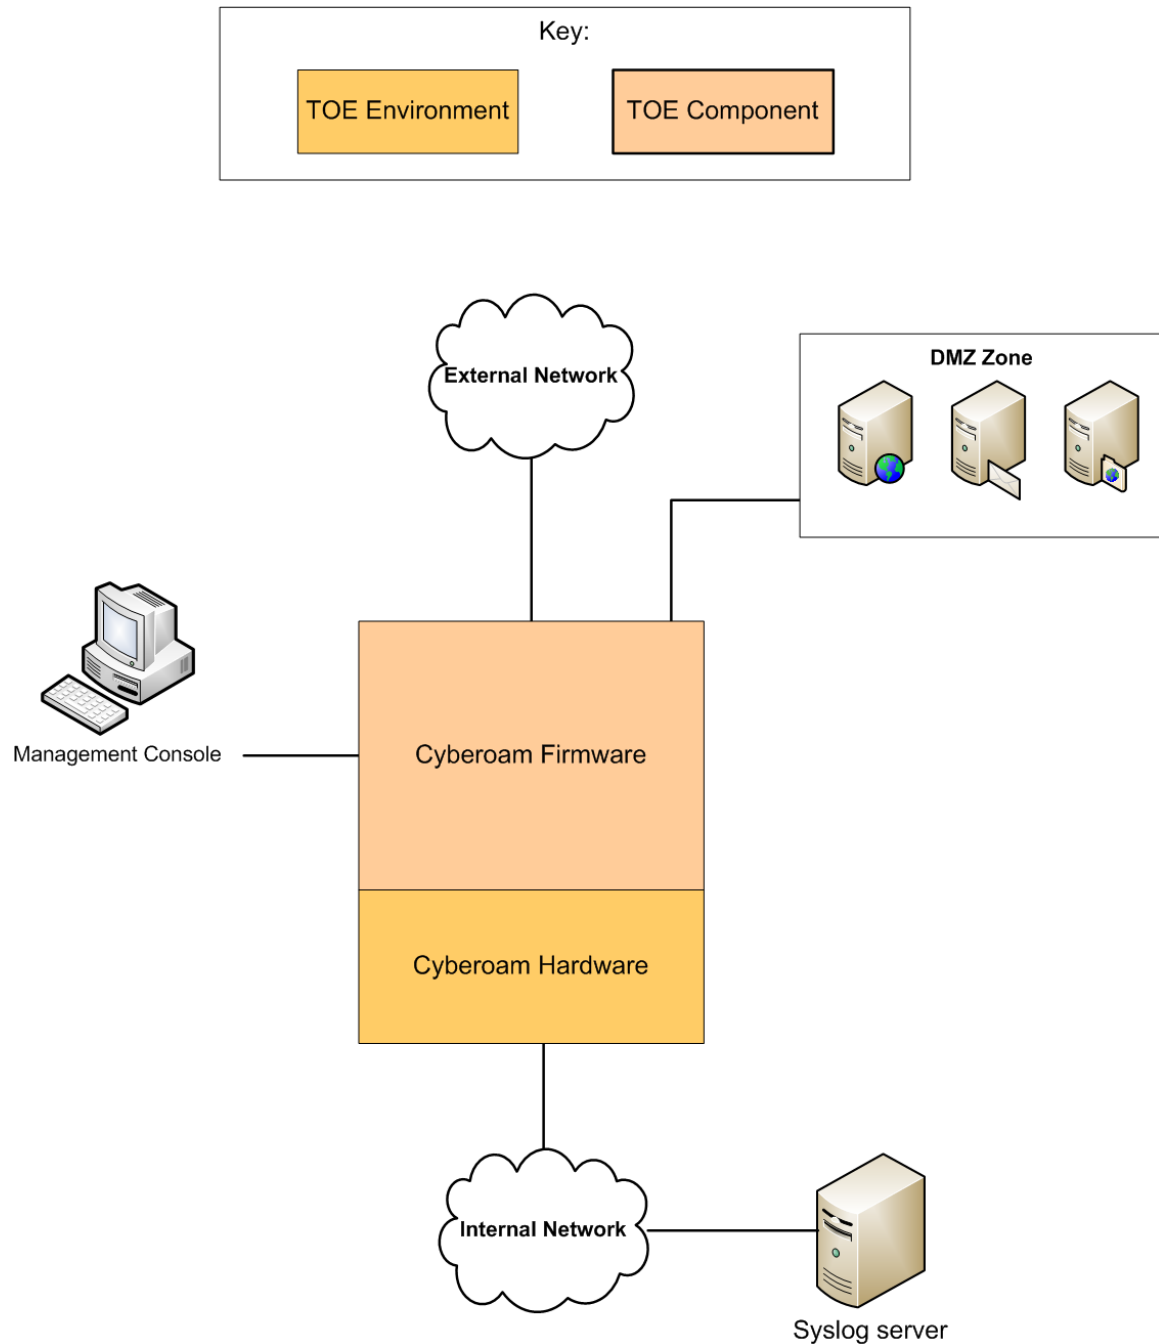 Key:
TOE Environment
TOE Component
External Network
DMZ Zone
Management Console
Cyberoam Firmware
Cyberoam Hardware
Internal Network
Syslog server